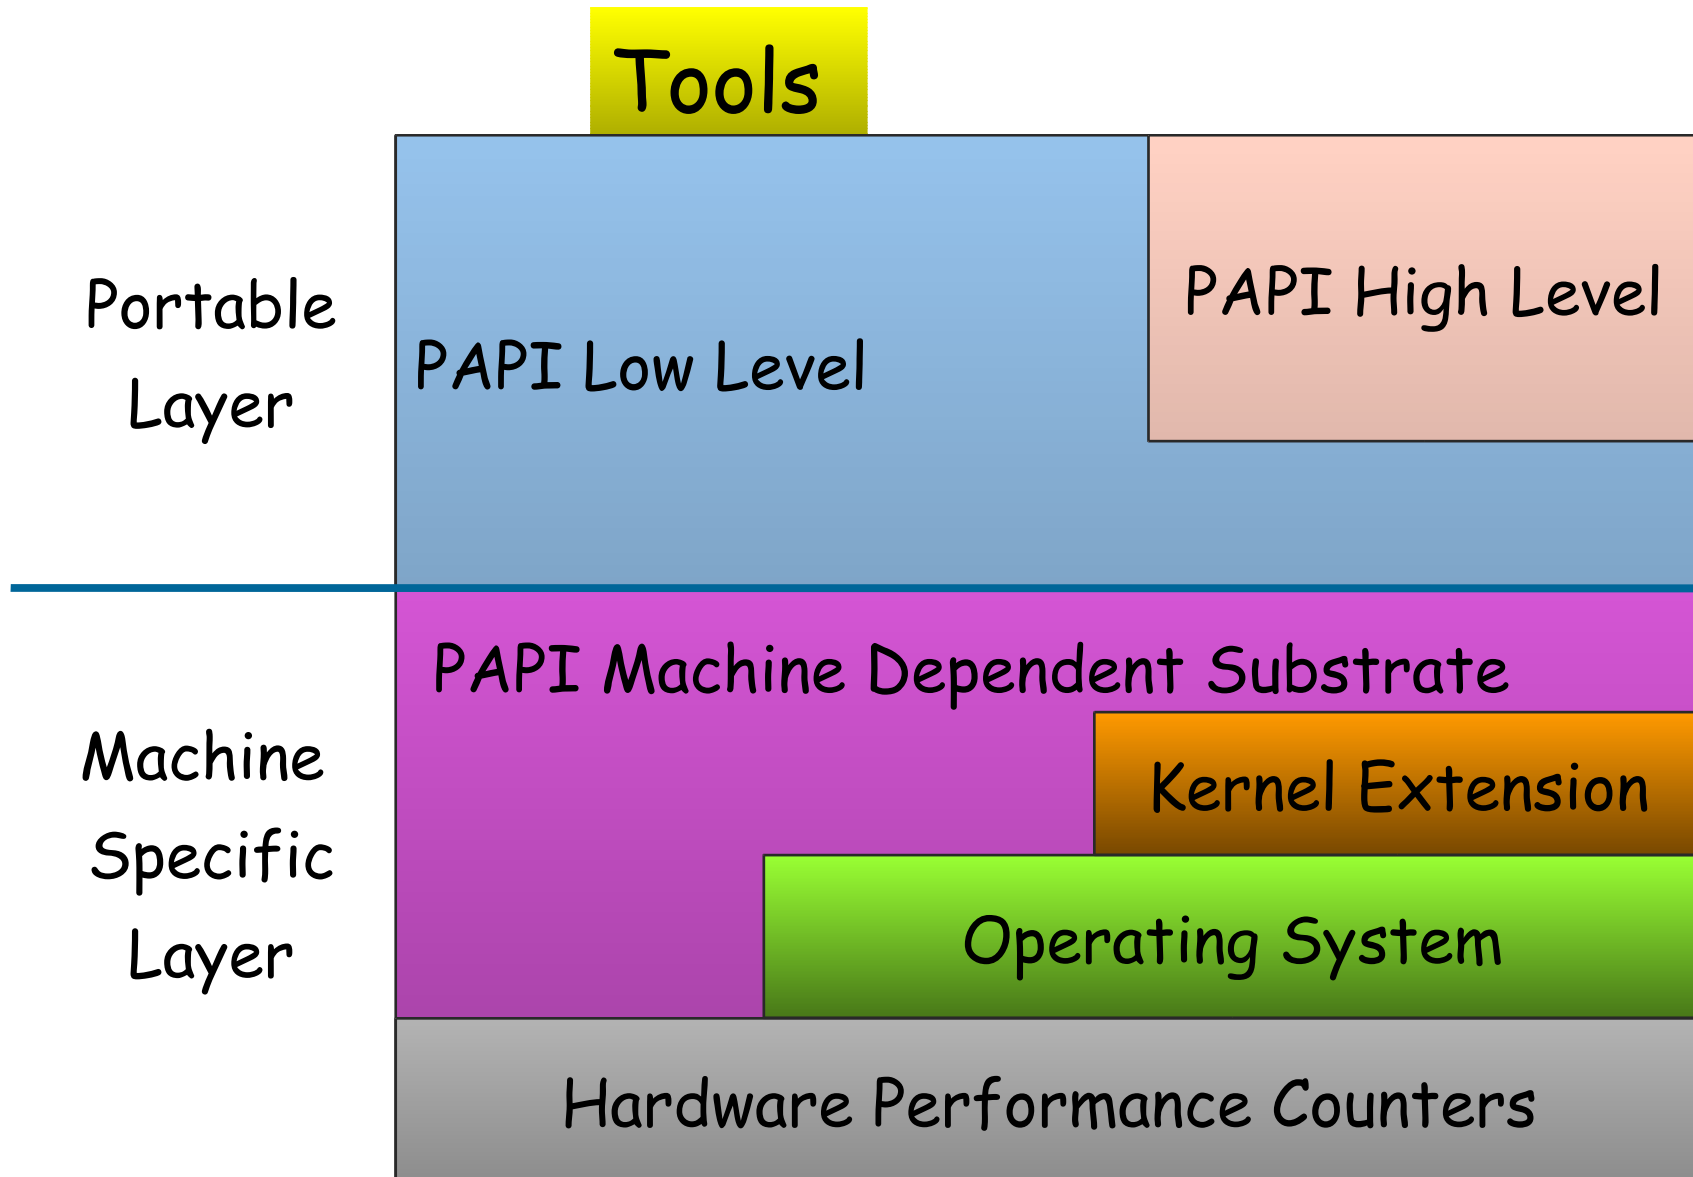 Tools
Portable
Layer
PAPI Low Level
PAPI High Level
Machine
Specific
Layer
PAPI Machine Dependent Substrate
Kernel Extension
Operating System
Hardware Performance Counters